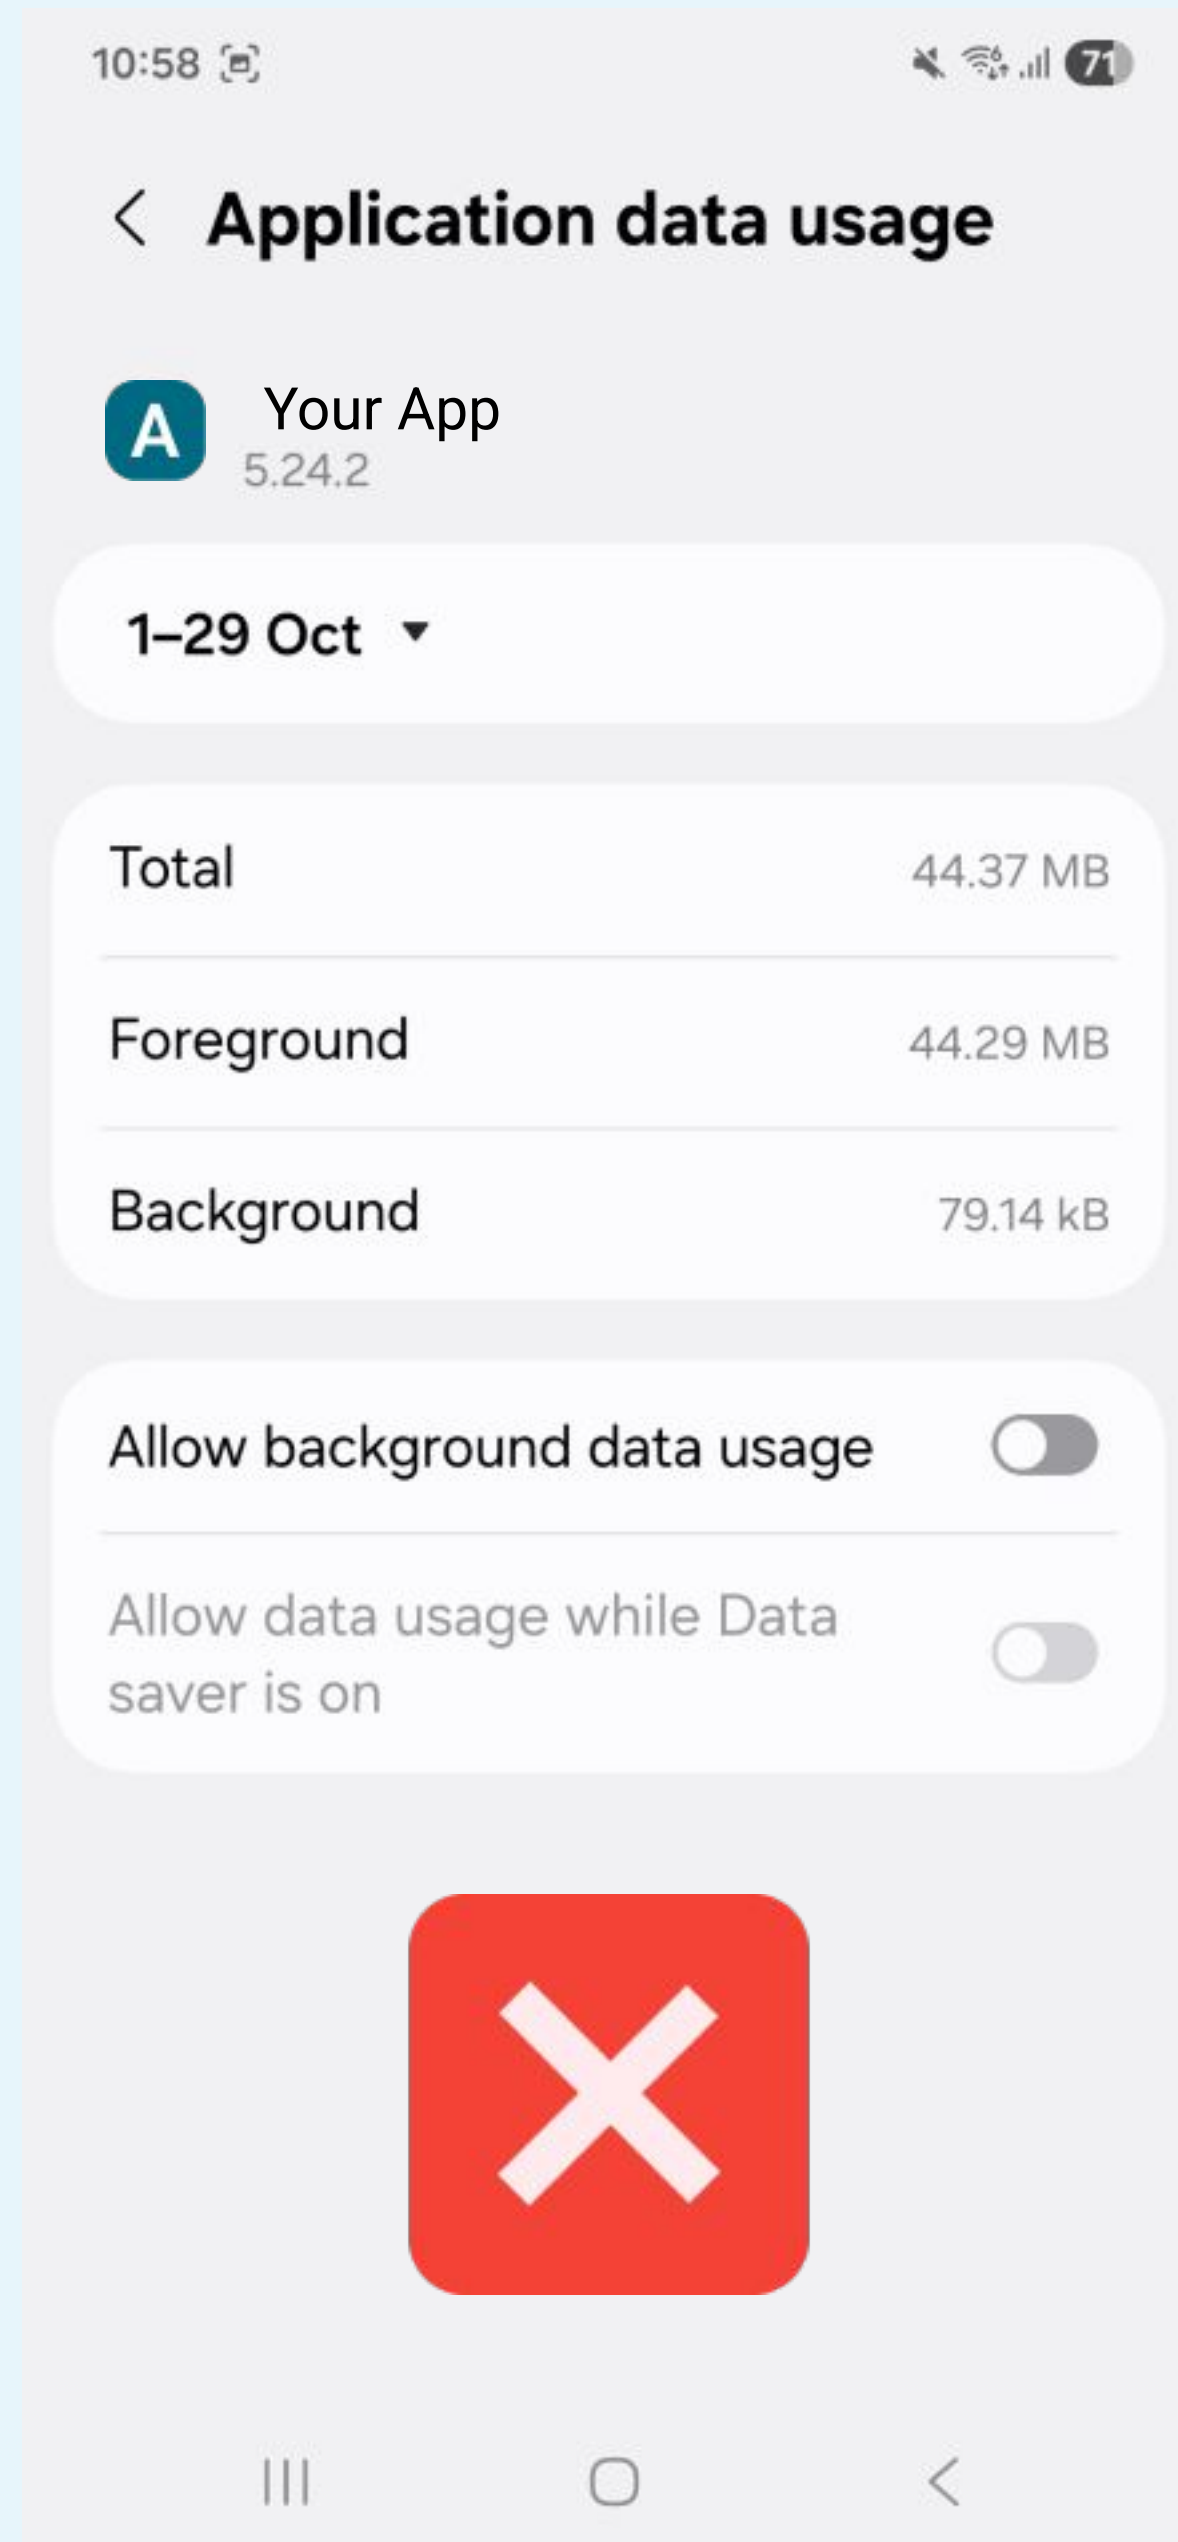 10:58
71
Application data usage
A
Your App
5.24.2
1–29 Oct
Total
44.37 MB
Foreground
44.29 MB
Background
79.14 kB
Allow background data usage
Allow data usage while Data
saver is on